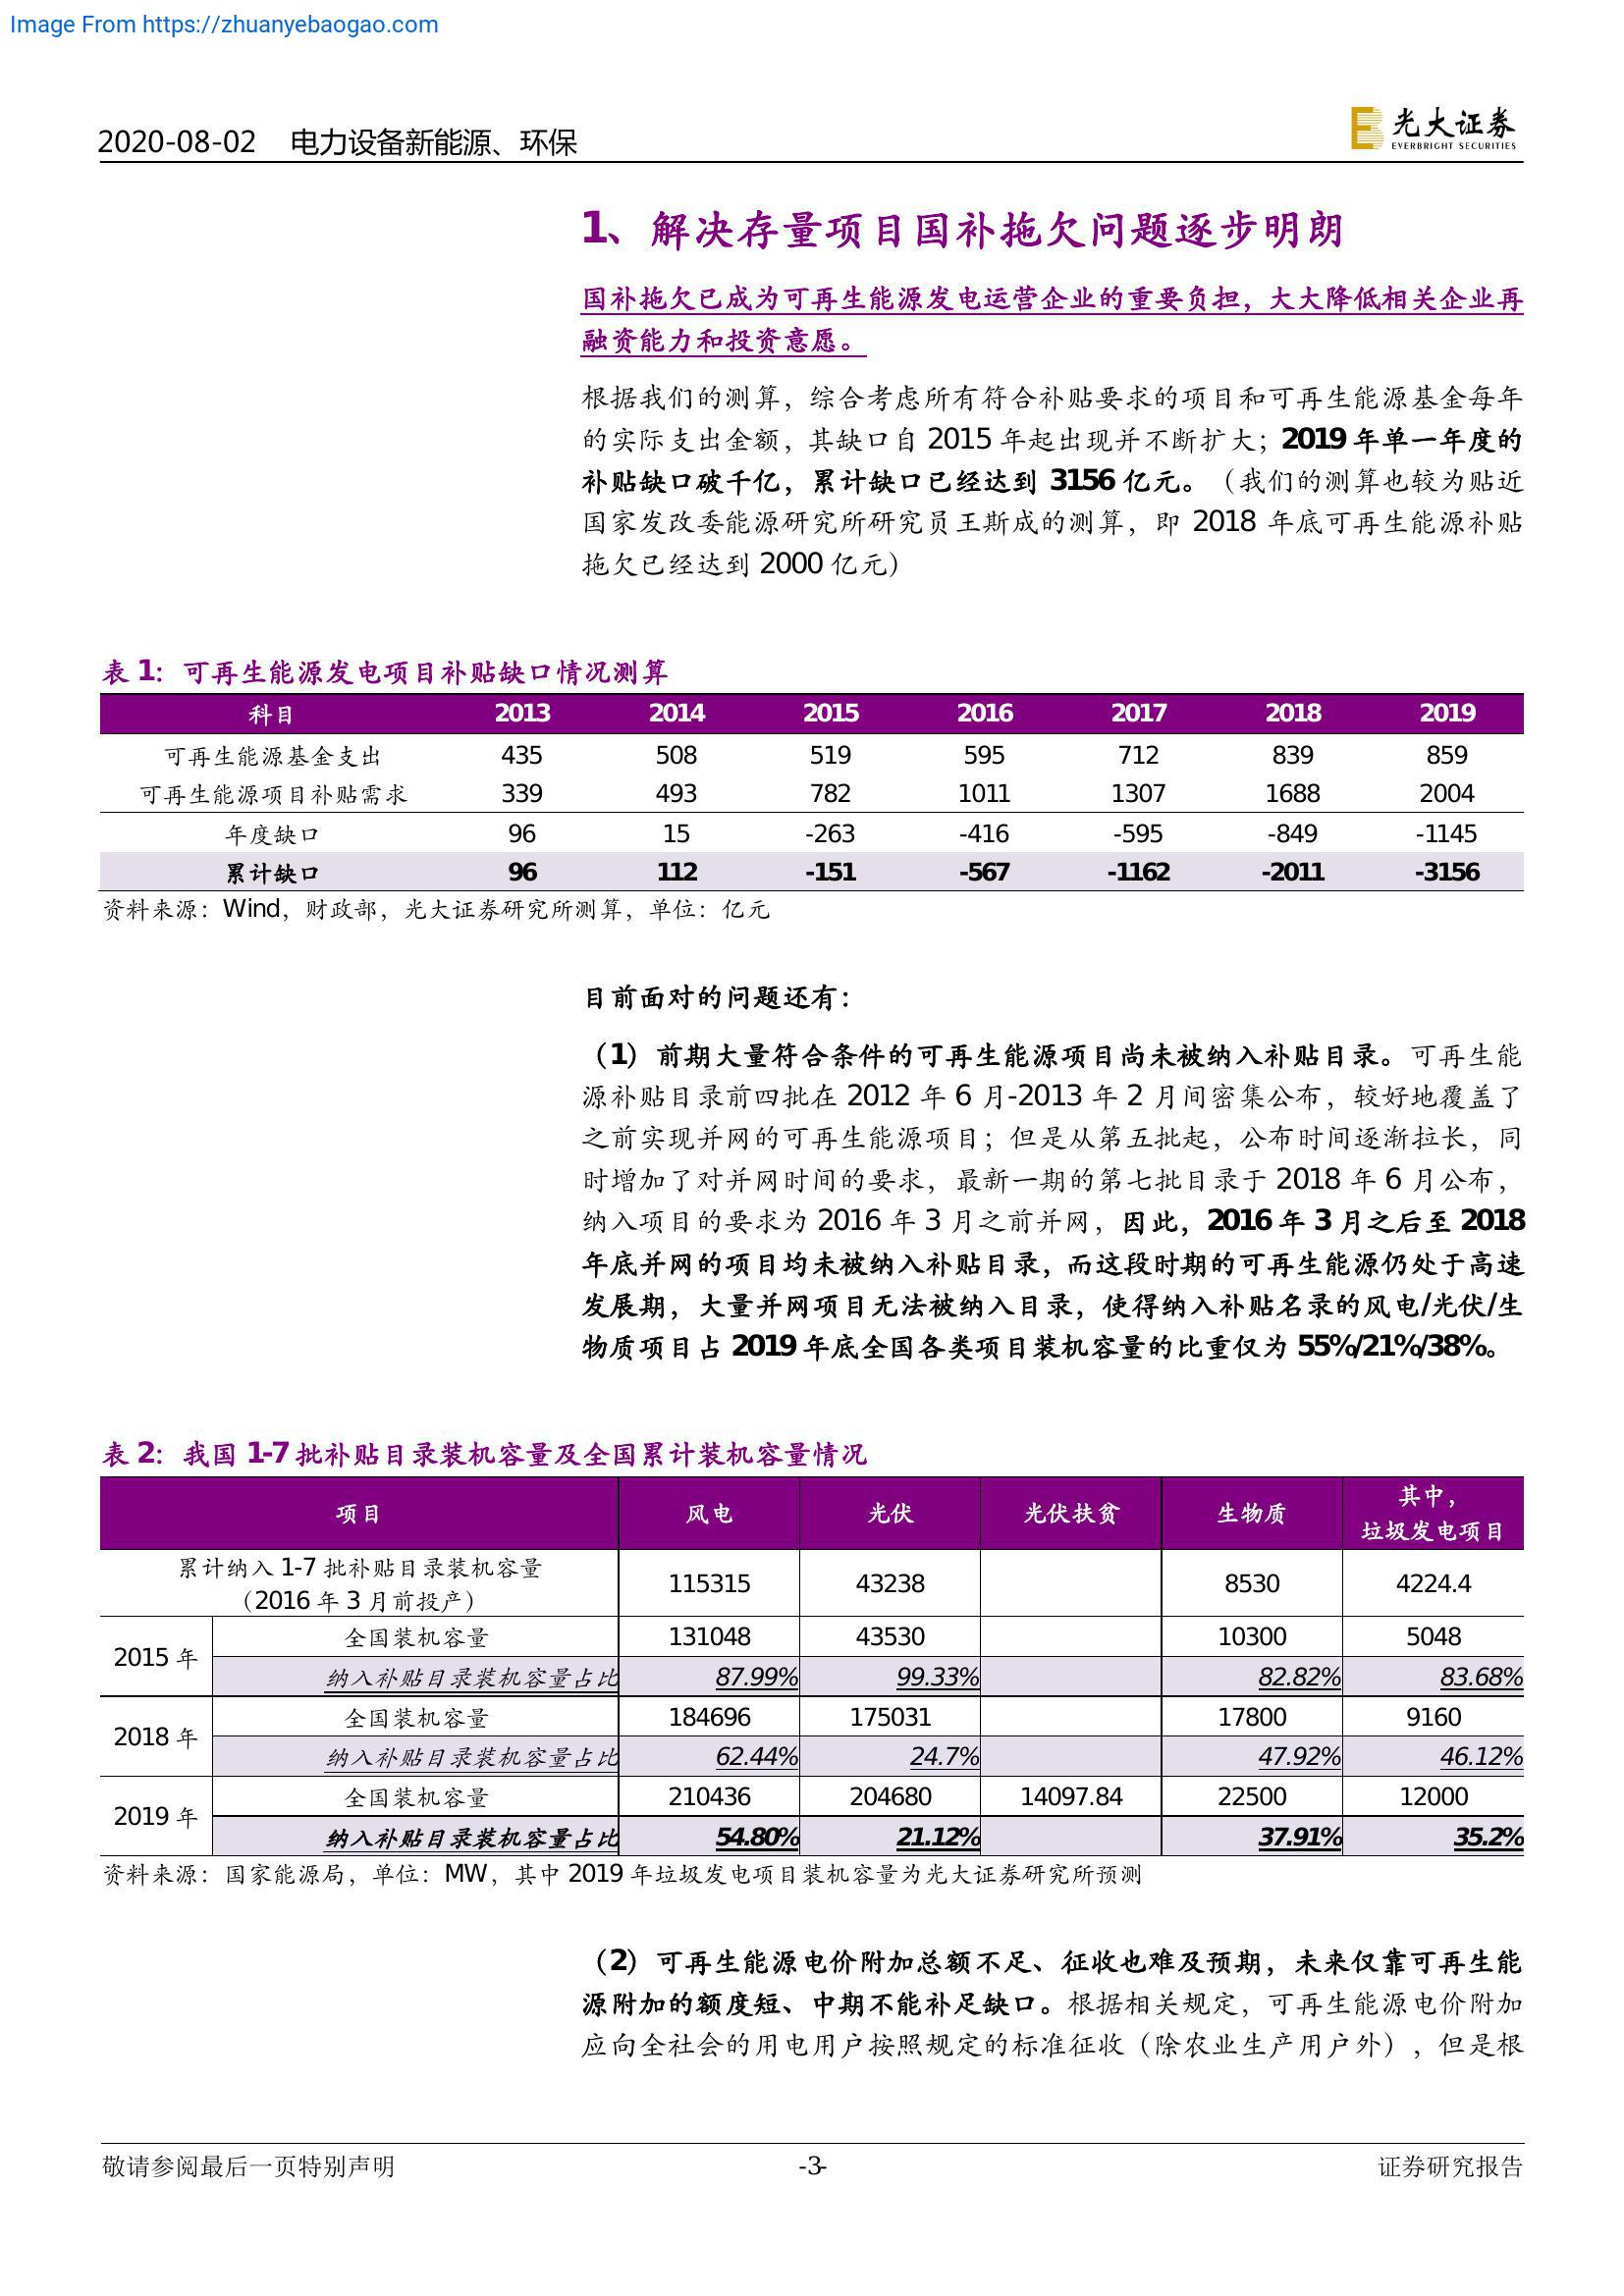 Image From https://zhuanyebaogao.com
2020-08-02 电力设备新能源、环保
光大证券
EVERBRIGHT SECURITIES
1、解决存量项目国补拖欠问题逐步明朗
国补拖欠已成为可再生能源发电运营企业的重要负担，大大降低相关企业再
融资能力和投资意愿。
根据我们的测算，综合考虑所有符合补贴要求的项目和可再生能源基金每年
的实际支出金额，其缺口自 2015 年起出现并不断扩大；2019 年单一年度的
补贴缺口破千亿，累计缺口已经达到 3156 亿元。（我们的测算也较为贴近
国家发改委能源研究所研究员王斯成的测算，即 2018 年底可再生能源补贴
拖欠已经达到 2000 亿元）
表 1：可再生能源发电项目补贴缺口情况测算
科目 2013 2014 2015 2016 2017 2018 2019
可再生能源基金支出 435 508 519 595 712 839 859
可再生能源项目补贴需求 339 493 782 1011 1307 1688 2004
年度缺口 96 15 -263 -416 -595 -849 -1145
累计缺口 96 112 -151 -567 -1162 -2011 -3156
资料来源：Wind，财政部，光大证券研究所测算，单位：亿元
目前面对的问题还有：
（1）前期大量符合条件的可再生能源项目尚未被纳入补贴目录。可再生能
源补贴目录前四批在 2012 年 6 月-2013 年 2 月间密集公布，较好地覆盖了
之前实现并网的可再生能源项目；但是从第五批起，公布时间逐渐拉长，同
时增加了对并网时间的要求，最新一期的第七批目录于 2018 年 6 月公布，
纳入项目的要求为 2016 年 3 月之前并网，因此，2016 年 3 月之后至 2018
年底并网的项目均未被纳入补贴目录，而这段时期的可再生能源仍处于高速
发展期，大量并网项目无法被纳入目录，使得纳入补贴名录的风电/光伏/生
物质项目占 2019 年底全国各类项目装机容量的比重仅为 55%/21%/38%。
表 2：我国 1-7 批补贴目录装机容量及全国累计装机容量情况
项目 风电 光伏 光伏扶贫 生物质 其中，
垃圾发电项目
累计纳入 1-7 批补贴目录装机容量
（2016 年 3 月前投产） 115315 43238 8530 4224.4
2015 年 全国装机容量 131048 43530 10300 5048
纳入补贴目录装机容量占比 87.99% 99.33% 82.82% 83.68%
2018 年 全国装机容量 184696 175031 17800 9160
纳入补贴目录装机容量占比 62.44% 24.7% 47.92% 46.12%
2019 年 全国装机容量 210436 204680 14097.84 22500 12000
纳入补贴目录装机容量占比 54.80% 21.12% 37.91% 35.2%
资料来源：国家能源局，单位：MW，其中 2019 年垃圾发电项目装机容量为光大证券研究所预测
（2）可再生能源电价附加总额不足、征收也难及预期，未来仅靠可再生能
源附加的额度短、中期不能补足缺口。根据相关规定，可再生能源电价附加
应向全社会的用电用户按照规定的标准征收（除农业生产用户外），但是根
敬请参阅最后一页特别声明 -3- 证券研究报告